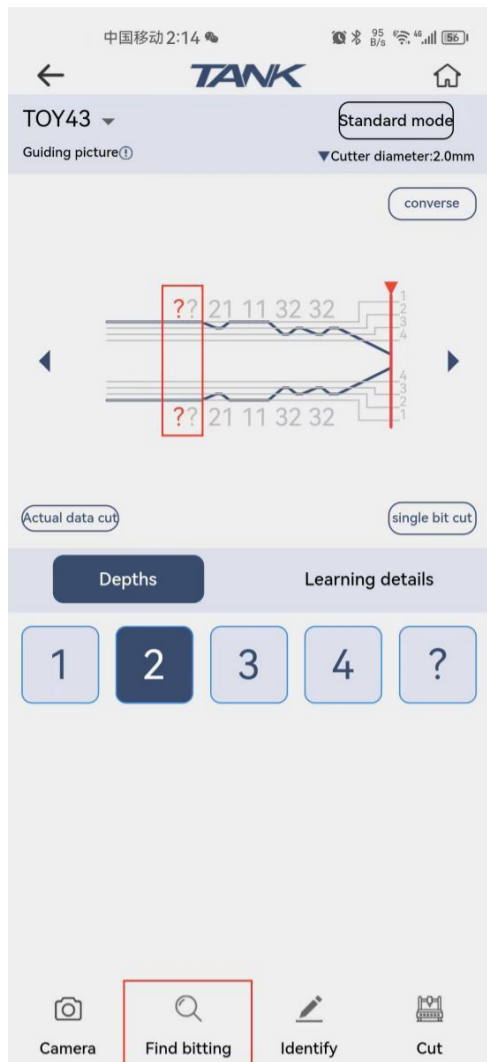 中国移动 2:14 95 B/s 46 56
TANK
TOY43 Standard mode
Guiding picture Cutter diameter:2.0mm
converse
?? 21 11 32 32
1
2
3
4
4
3
2
1
?? 21 11 32 32
Actual data cut single bit cut
Depths Learning details
1 2 3 4 ?
Camera Find bitting Identify Cut